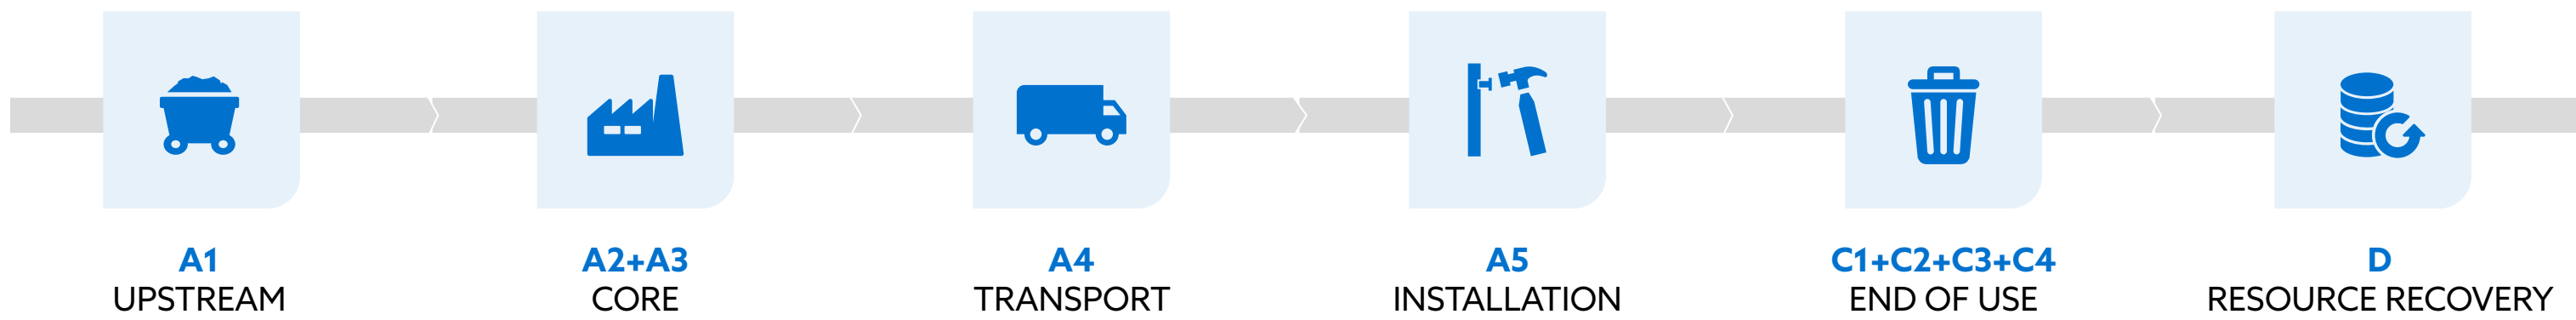 A1
UPSTREAM
A2+A3
CORE
A4
TRANSPORT
A5
INSTALLATION
C1+C2+C3+C4
END OF USE
D
RESOURCE RECOVERY